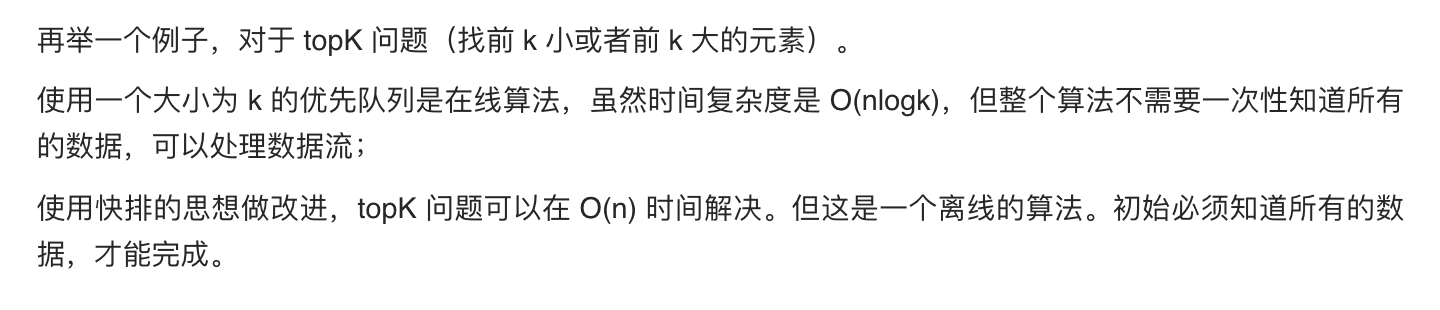 再举一个例子，对于 topK 问题（找前 k 小或者前 k 大的元素）。
使用一个大小为 k 的优先队列是在线算法，虽然时间复杂度是 O(nlogk)，但整个算法不需要一次性知道所有
的数据，可以处理数据流；
使用快排的思想做改进，topK 问题可以在 O(n) 时间解决。但这是一个离线的算法。初始必须知道所有的数
据，才能完成。